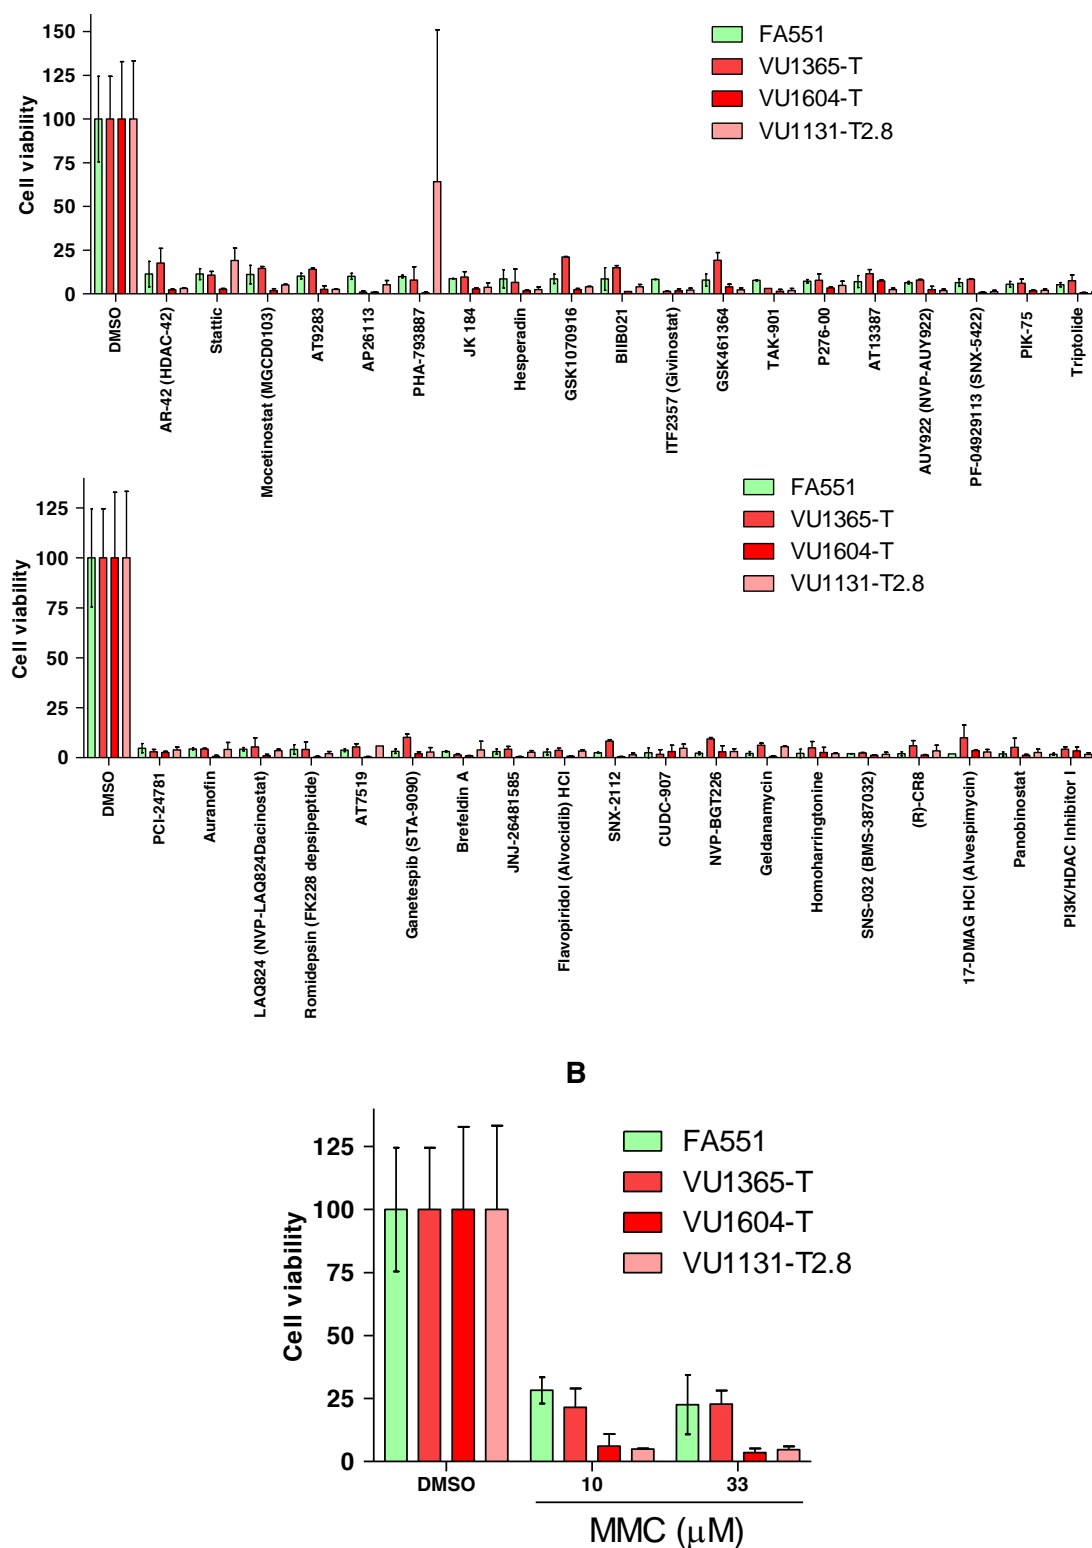 150
125
100
75
50
25
0
Cell viability
FA551
VU1365-T
VU1604-T
VU1131-T2.8
DMSO
AR-42 (HDAC-42)
Stattic
Mocetinostat (MGCD0103)
AT9283
AP26113
PHA-793887
JK 184
Hesperadin
GSK1070916
BIIB021
ITF2357 (Givinostat)
GSK461364
TAK-901
P276-00
AT13387
AUY922 (NVP-AUY922)
PF-04929113 (SNX-5422)
PIK-75
Triptolide
125
100
75
50
25
0
Cell viability
FA551
VU1365-T
VU1604-T
VU1131-T2.8
DMSO
PCI-24781
Auranofin
LAQ824 (NVP-LAQ824Dacinostat)
Romidepsin (FK228 depsipeptide)
AT7519
Ganetespib (STA-9090)
Brefeldin A
JNJ-26481585
Flavopiridol (Alvocidib) HCl
SNX-2112
CUDC-907
NVP-BGT226
Geldanamycin
Homoharringtonine
SNS-032 (BMS-387032)
(R)-CR8
17-DMAG HCl (Alvespimycin)
Panobinostat
PI3K/HDAC Inhibitor I
B
125
100
75
50
25
0
Cell viability
FA551
VU1365-T
VU1604-T
VU1131-T2.8
DMSO
10
33
MMC (μM)